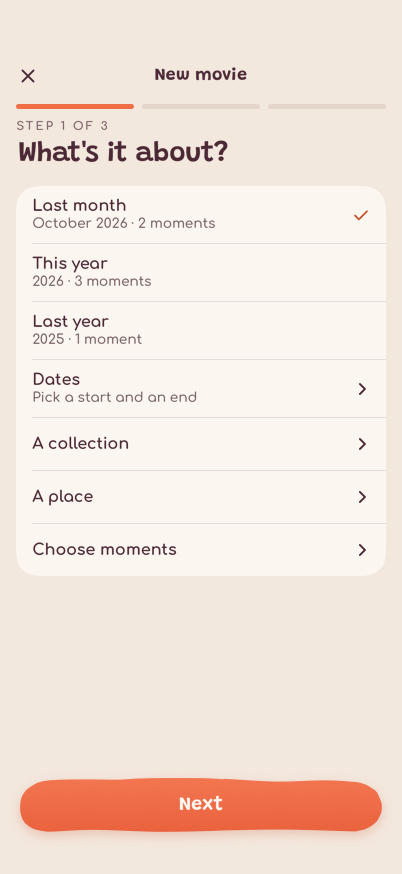 New movie
STEP 1 OF 3
What's it about?
Last month
October 2026 · 2 moments
This year
2026 · 3 moments
Last year
2025 · 1 moment
Dates
Pick a start and an end
A collection
A place
Choose moments
Next